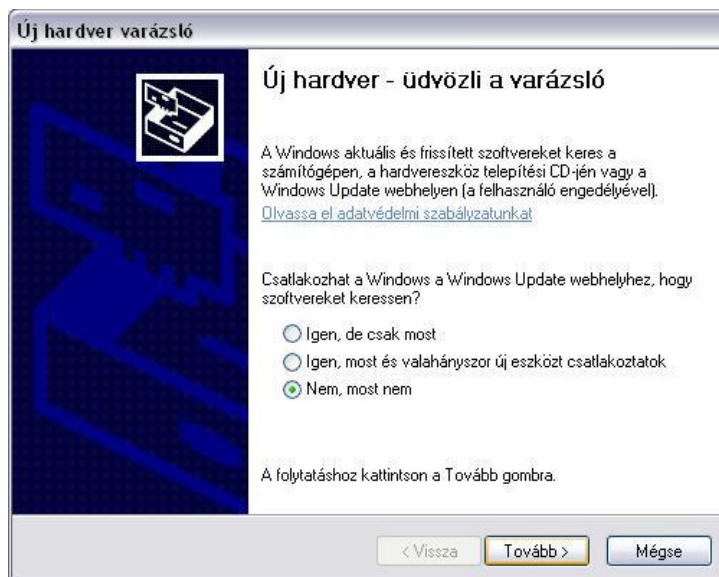 Új hardver varázsló
Új hardver - üdvözli a varázsló
A Windows aktuális és frissített szoftvereket keres a
számítógépen, a hardvereszköz telepítési CD-jén vagy a
Windows Update webhelyen (a felhasználó engedélyével).
Olvassa el adatvédelmi szabályzatunkat
Csatlakozhat a Windows a Windows Update webhelyhez, hogy
szoftvereket keressen?
Igen, de csak most
Igen, most és valahányszor új eszközt csatlakoztatok
Nem, most nem
A folytatáshoz kattintson a Tovább gombra.
< Vissza Tovább > Mégse